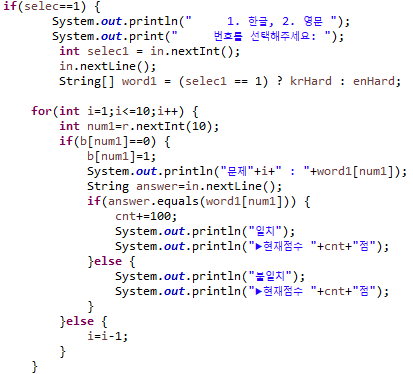 if(selec==1) {
System.out.println("      1. 한글, 2. 영문 ");
System.out.print("      번호를 선택해주세요: ");
int selec1 = in.nextInt();
in.nextLine();
String[] word1 = (selec1 == 1) ? krHard : enHard;
for(int i=1;i<=10;i++) {
int num1=r.nextInt(10);
if(b[num1]==0) {
b[num1]=1;
System.out.println("문제"+i+" : "+word1[num1]);
String answer=in.nextLine();
if(answer.equals(word1[num1])) {
cnt+=100;
System.out.println("일치");
System.out.println("▶현재점수 "+cnt+"점");
}else {
System.out.println("불일치");
System.out.println("▶현재점수 "+cnt+"점");
}
}else {
i=i-1;
}
}